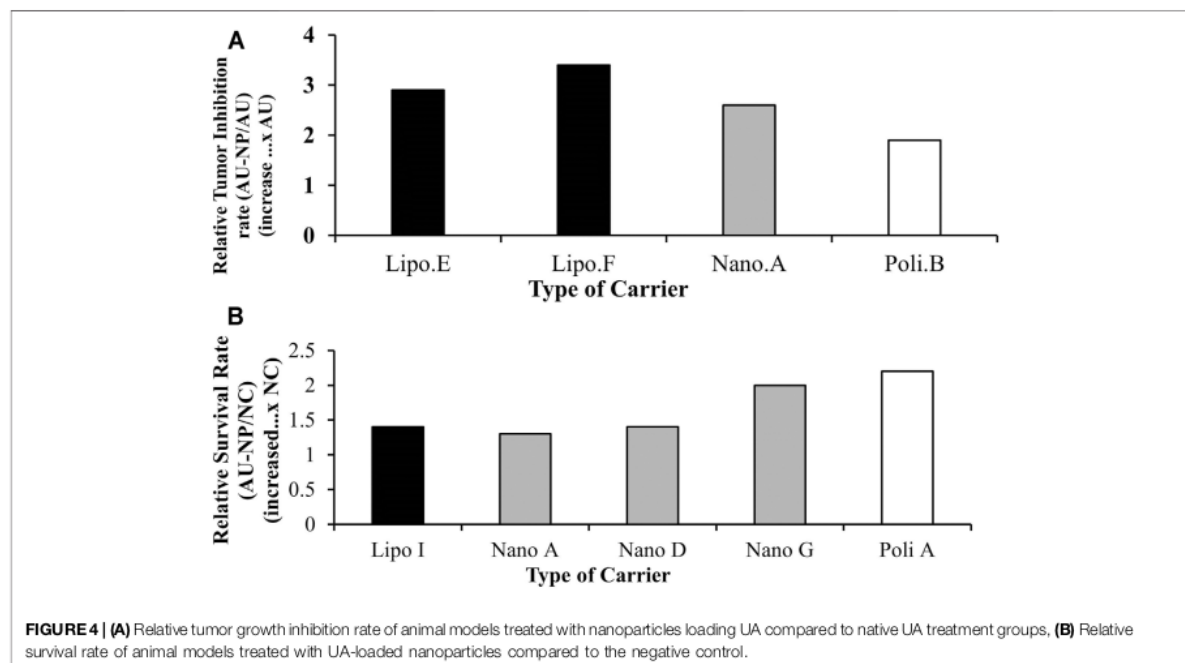 A
Relative Tumor Inhibition
rate (AU-NP/AU)
(increase ...x AU)
4
3
2
1
0
Lipo.E Lipo.F Nano.A Poli.B
Type of Carrier
B
Relative Survival Rate
(AU-NP/NC)
(increased...x NC)
2.5
2
1.5
1
0.5
0
Lipo I Nano A Nano D Nano G Poli A
Type of Carrier
FIGURE 4 | (A) Relative tumor growth inhibition rate of animal models treated with nanoparticles loading UA compared to native UA treatment groups, (B) Relative
survival rate of animal models treated with UA-loaded nanoparticles compared to the negative control.